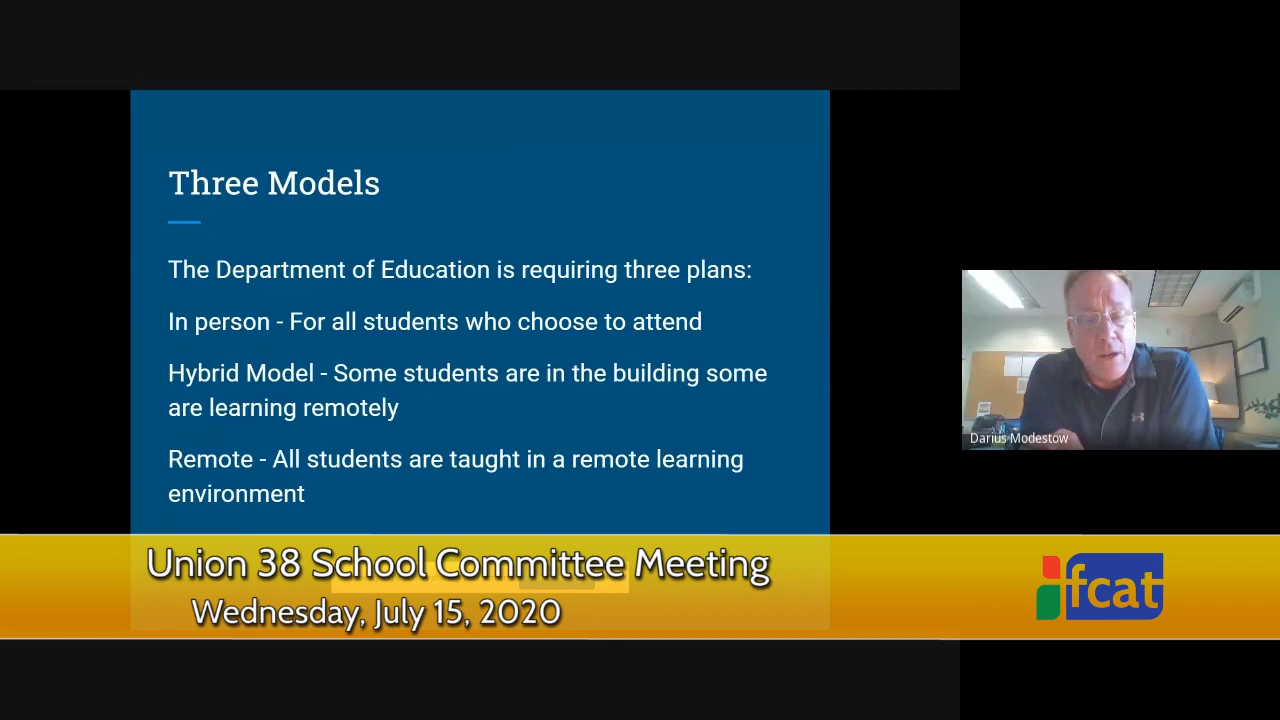 Three Models
The Department of Education is requiring three plans:
In person - For all students who choose to attend
Hybrid Model - Some students are in the building some
are learning remotely
Remote - All students are taught in a remote learning
environment
Darius Modestow
Union 38 School Committee Meeting
Wednesday, July 15, 2020
fcat